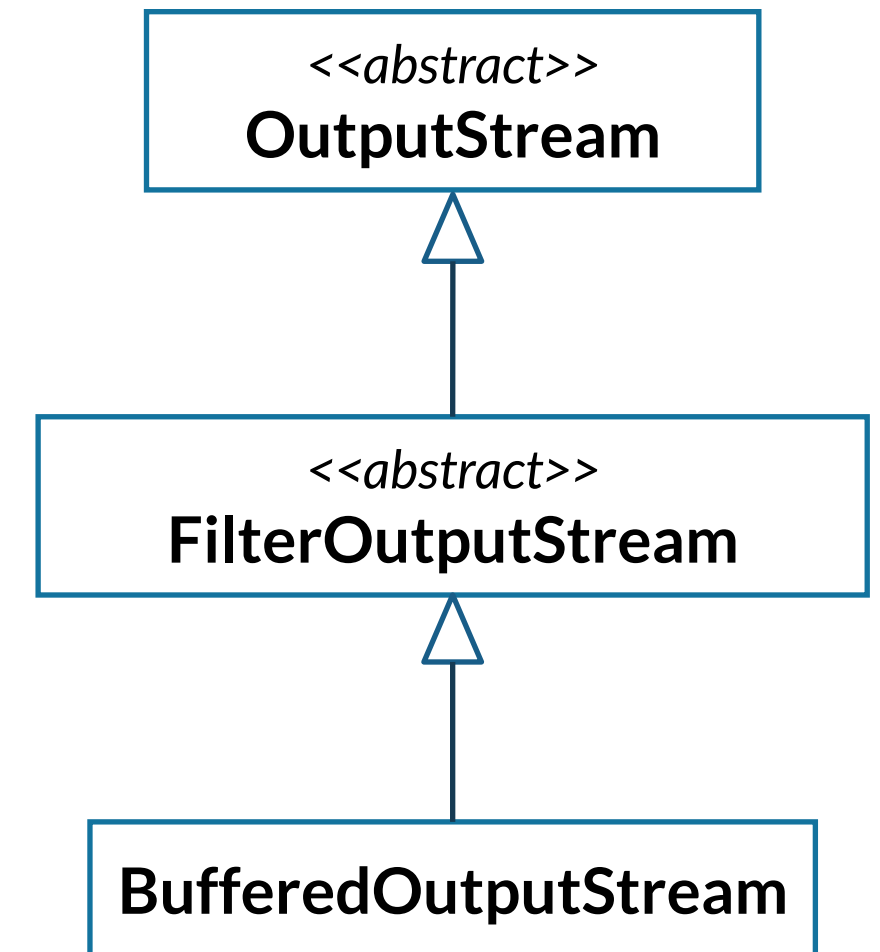 <<abstract>>
OutputStream
<<abstract>>
FilterOutputStream
BufferedOutputStream